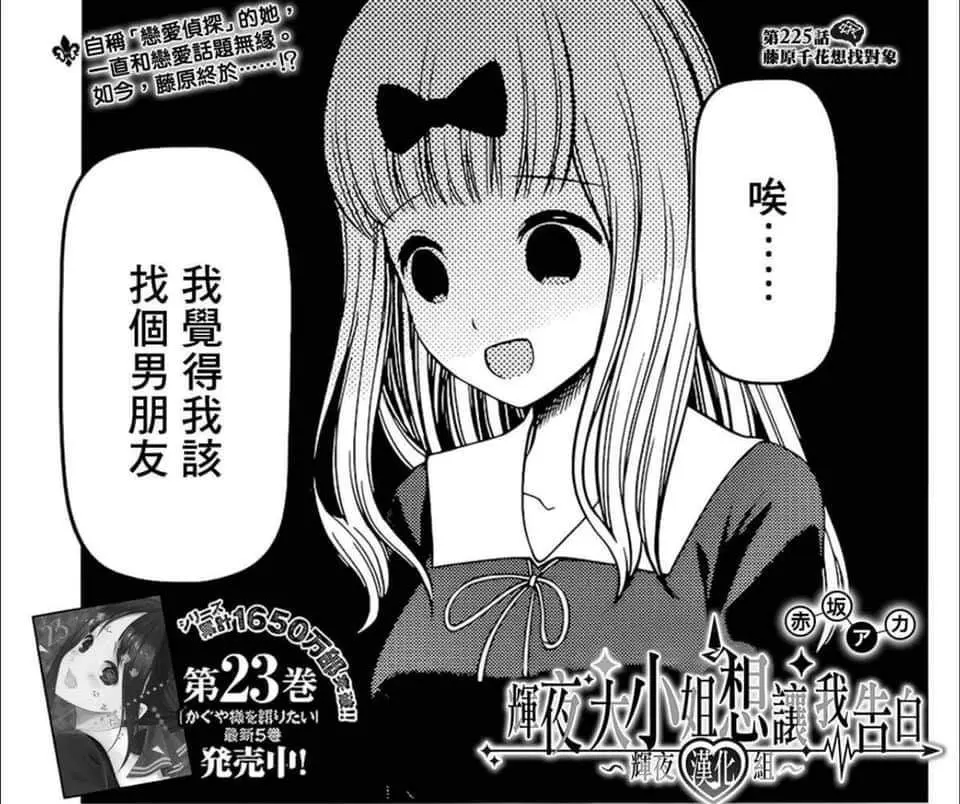 第225話
藤原千花想找對象
自稱「戀愛偵探」的她，
一直和戀愛話題無緣。
如今，藤原終於……!?
唉……
我覺得我該
找個男朋友
シリーズ
累計1650万部突破!!
第23巻
「かぐや様を語りたい」
最新5巻
発売中!
23
赤坂アカ
輝夜大小姐想讓我告白
～輝夜漢化組～